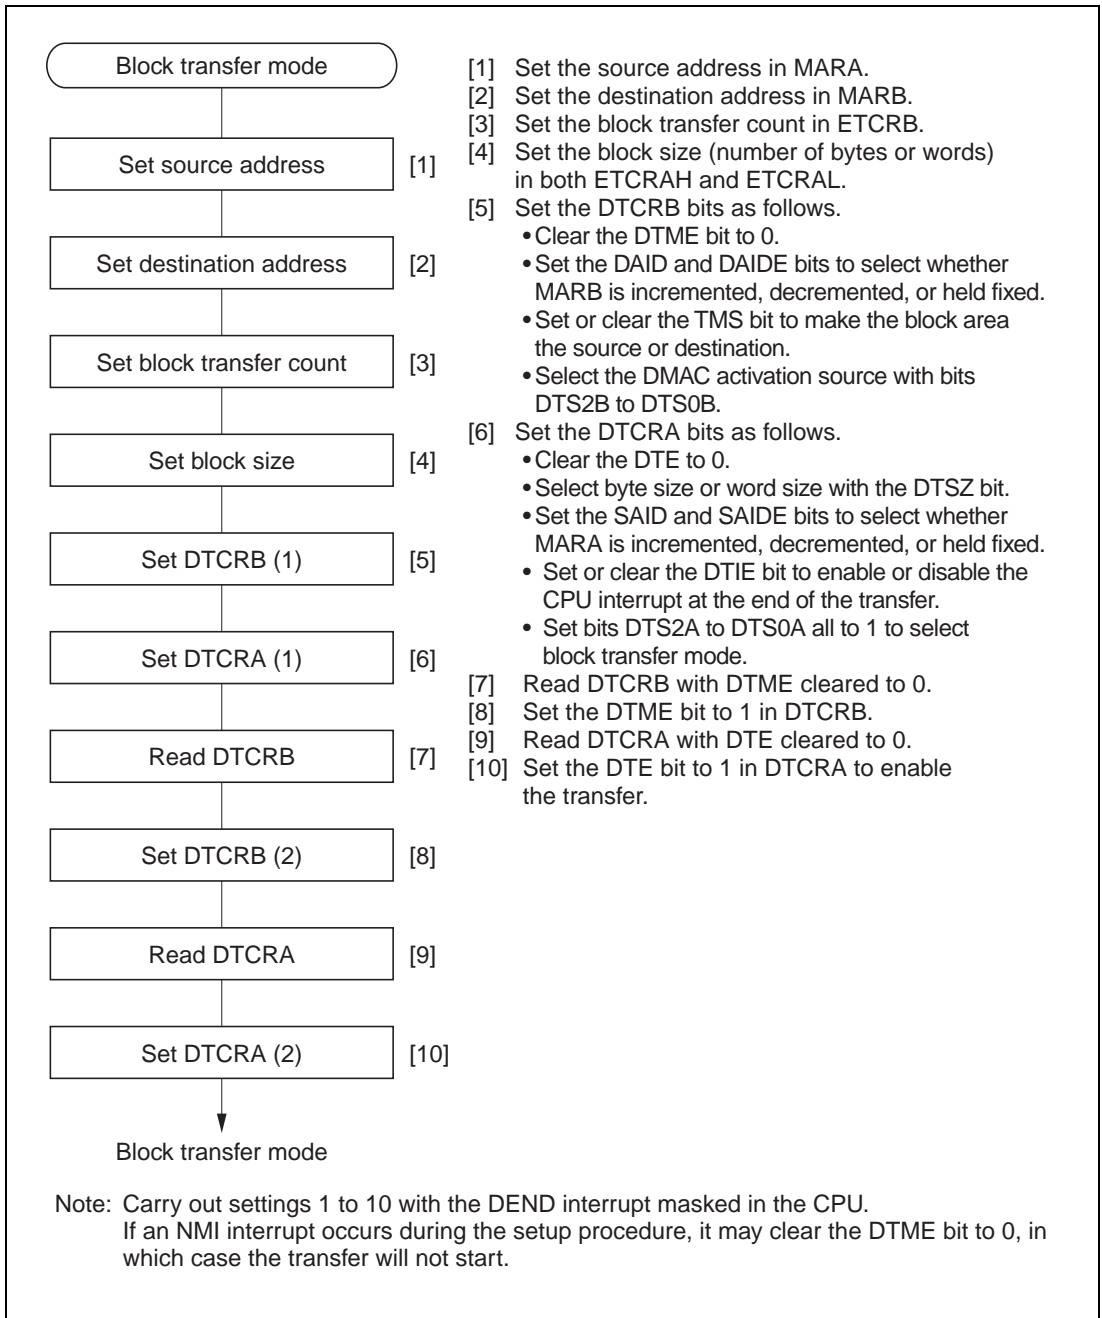 Block transfer mode
Set source address [1]
Set destination address [2]
Set block transfer count [3]
Set block size [4]
Set DTCRB (1) [5]
Set DTCRA (1) [6]
Read DTCRB [7]
Set DTCRB (2) [8]
Read DTCRA [9]
Set DTCRA (2) [10]
Block transfer mode
[1] Set the source address in MARA.
[2] Set the destination address in MARB.
[3] Set the block transfer count in ETCRB.
[4] Set the block size (number of bytes or words)
in both ETCRAH and ETCRAL.
[5] Set the DTCRB bits as follows.
•Clear the DTME bit to 0.
•Set the DAID and DAIDE bits to select whether
MARB is incremented, decremented, or held fixed.
•Set or clear the TMS bit to make the block area
the source or destination.
•Select the DMAC activation source with bits
DTS2B to DTS0B.
[6] Set the DTCRA bits as follows.
•Clear the DTE to 0.
•Select byte size or word size with the DTSZ bit.
•Set the SAID and SAIDE bits to select whether
MARA is incremented, decremented, or held fixed.
• Set or clear the DTIE bit to enable or disable the
CPU interrupt at the end of the transfer.
• Set bits DTS2A to DTS0A all to 1 to select
block transfer mode.
[7] Read DTCRB with DTME cleared to 0.
[8] Set the DTME bit to 1 in DTCRB.
[9] Read DTCRA with DTE cleared to 0.
[10] Set the DTE bit to 1 in DTCRA to enable
the transfer.
Note: Carry out settings 1 to 10 with the DEND interrupt masked in the CPU.
If an NMI interrupt occurs during the setup procedure, it may clear the DTME bit to 0, in
which case the transfer will not start.